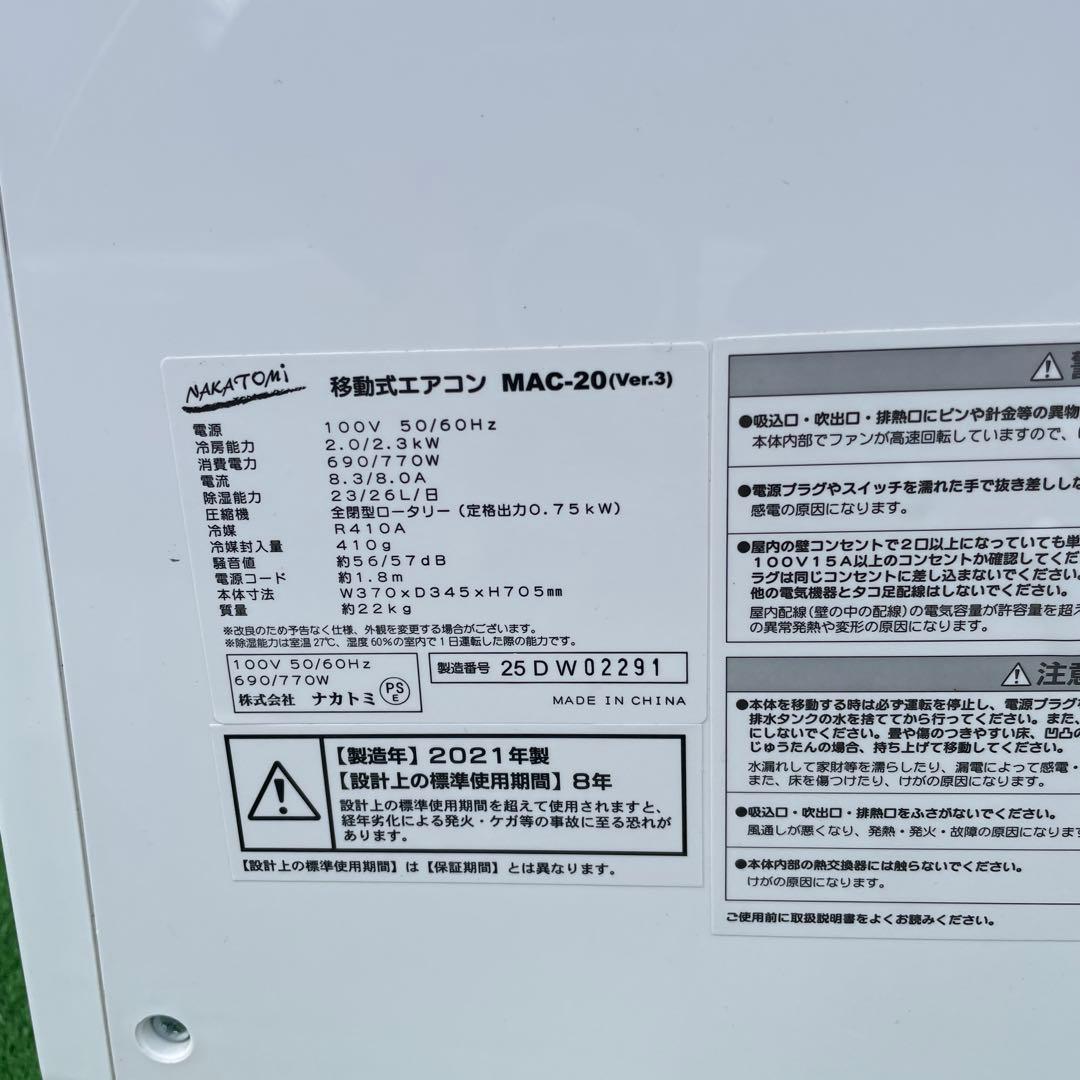 NAKATOMI 移動式エアコン MAC-20(Ver.3)
電源 100V 50/60Hz
冷房能力 2.0/2.3kW
消費電力 690/770W
電流 8.3/8.0A
除湿能力 23/26L/日
圧縮機 全閉型ロータリー(定格出力0.75kW)
冷媒 R410A
冷媒封入量 410g
騒音値 約56/57dB
電源コード 約1.8m
本体寸法 W370×D345×H705mm
質量 約22kg
※改良のため予告なく仕様、外観を変更する場合がございます。
※除湿能力は室温27℃、湿度60%の室内で1日運転した際の能力です。
100V 50/60Hz
690/770W
株式会社 ナカトミ PSE
製造番号 25DW02291
MADE IN CHINA
【製造年】2021年製
【設計上の標準使用期間】8年
設計上の標準使用期間を超えて使用されますと、
経年劣化による発火・ケガ等の事故に至る恐れが
あります。
【設計上の標準使用期間】は【保証期間】とは異なります。
●吸込口・吹出口・排熱口にピンや針金等の異物
本体内部でファンが高速回転していますので、
●電源プラグやスイッチを濡れた手で抜き差しし
感電の原因になります。
●屋内の壁コンセントで2口以上になっていても単
100V15A以上のコンセントか確認してくだ
ラグは同じコンセントに差し込まないでください。
他の電気機器とタコ足配線はしないでください。
屋内配線(壁の中の配線)の電気容量が許容量を超え
の異常発熱や変形の原因になります。
注意
●本体を移動する時は必ず運転を停止し、電源プラグ
排水タンクの水を捨ててから行ってください。また、
にしないでください。畳や傷のつきやすい床、凹凸の
じゅうたんの場合、持ち上げて移動してください。
水漏れして家財等を濡らしたり、漏電によって感電・
また、床を傷つけたり、けがの原因になります。
●吸込口・吹出口・排熱口をふさがないでください。
風通しが悪くなり、発熱・発火・故障の原因になります
●本体内部の熱交換器には触らないでください。
けがの原因になります。
ご使用前に取扱説明書をよくお読みください。